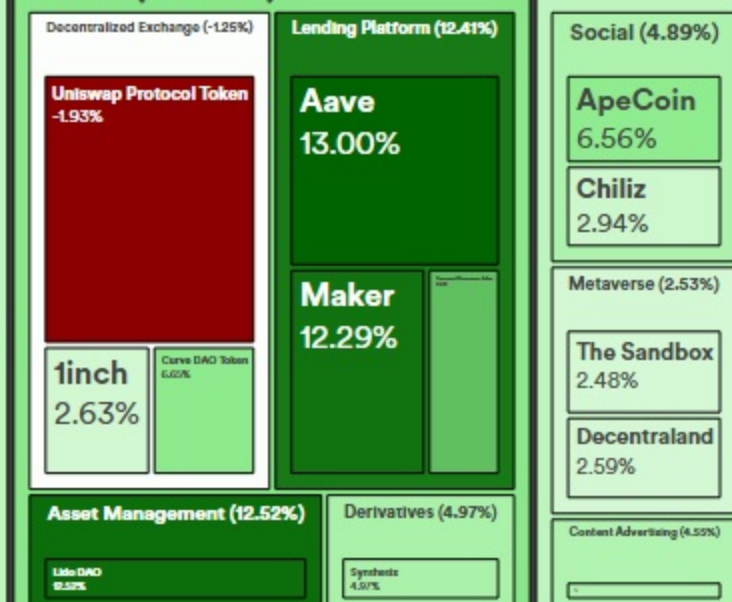 Decentralized Exchange (-1.25%)
Uniswap Protocol Token
-1.93%
1inch
2.63%
Curve DAO Token
6.65%
Lending Platform (12.41%)
Aave
13.00%
Maker
12.29%
Asset Management (12.52%)
Lido DAO
12.52%
Derivatives (4.97%)
Synthetix
4.97%
Social (4.89%)
ApeCoin
6.56%
Chiliz
2.94%
Metaverse (2.53%)
The Sandbox
2.48%
Decentraland
2.59%
Content Advertising (4.55%)